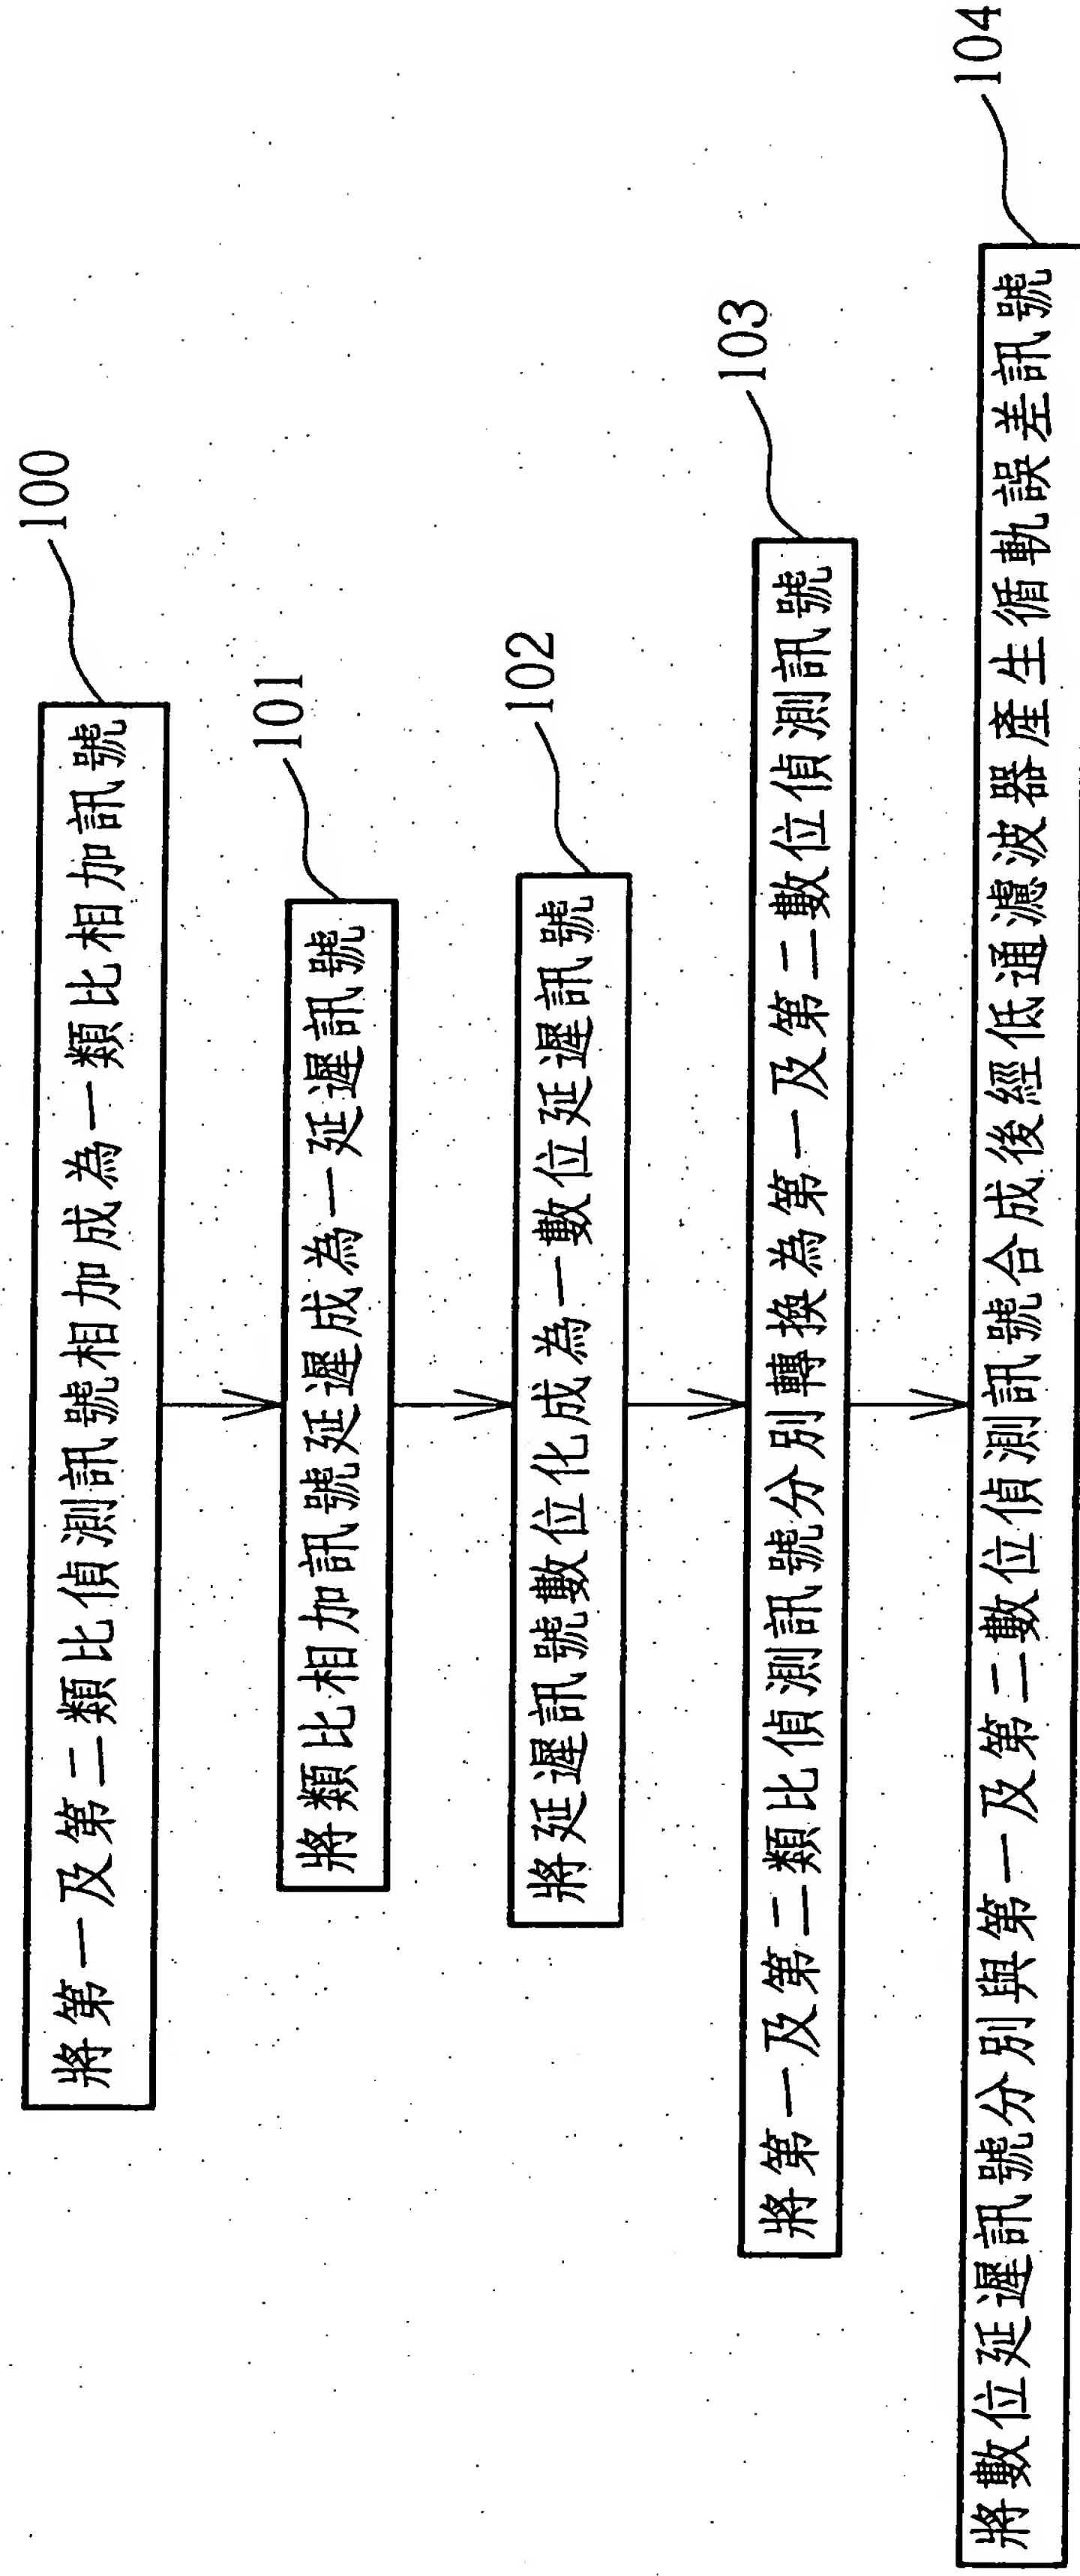 100
將第一及第二類比偵測訊號相加成為一類比相加訊號
101
將類比相加訊號延遲成為一延遲訊號
102
將延遲訊號數位化成為一數位延遲訊號
103
將第一及第二類比偵測訊號分別轉換為第一及第二數位偵測訊號
104
將數位延遲訊號分別與第一及第二數位偵測訊號合成後經低通濾波器產生循軌誤差訊號